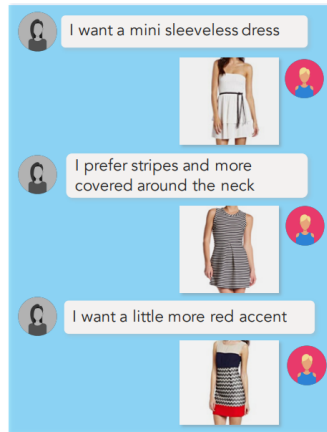 I want a mini sleeveless dress
I prefer stripes and more
covered around the neck
I want a little more red accent